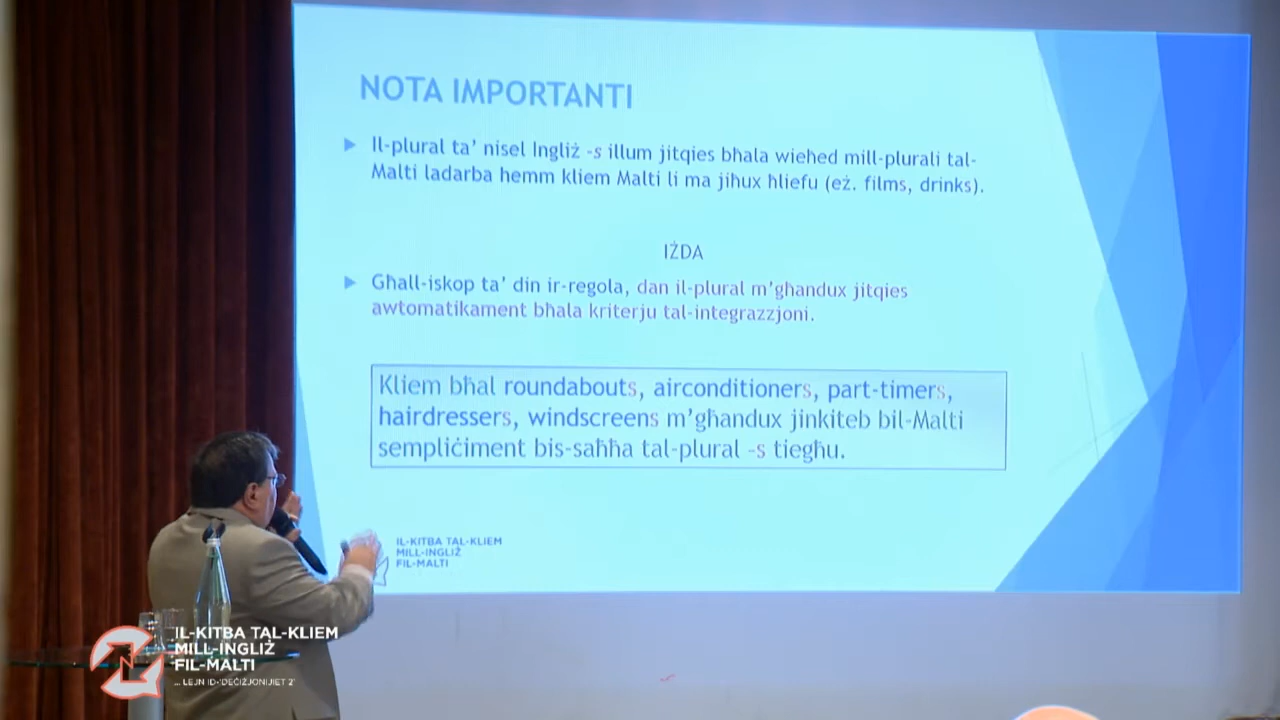 NOTA IMPORTANTI
Il-plural ta’ nisel Ingliż -s illum jitqies bħala wieħed mill-plurali tal-
Malti ladarba hemm kliem Malti li ma jiħux ħliefu (eż. films, drinks).
IŻDA
Għall-iskop ta’ din ir-regola, dan il-plural m’għandux jitqies
awtomatikament bħala kriterju tal-integrazzjoni.
Kliem bħal roundabouts, airconditioners, part-timers,
hairdressers, windscreens m’għandux jinkiteb bil-Malti
sempliċiment bis-saħħa tal-plural -s tiegħu.
IL-KITBA TAL-KLIEM
MILL-INGLIŻ
FIL-MALTI
IL-KITBA TAL-KLIEM
MILL-INGLIŻ
FIL-MALTI
... LEJN ID-'DEĊIŻJONIJIET 2'